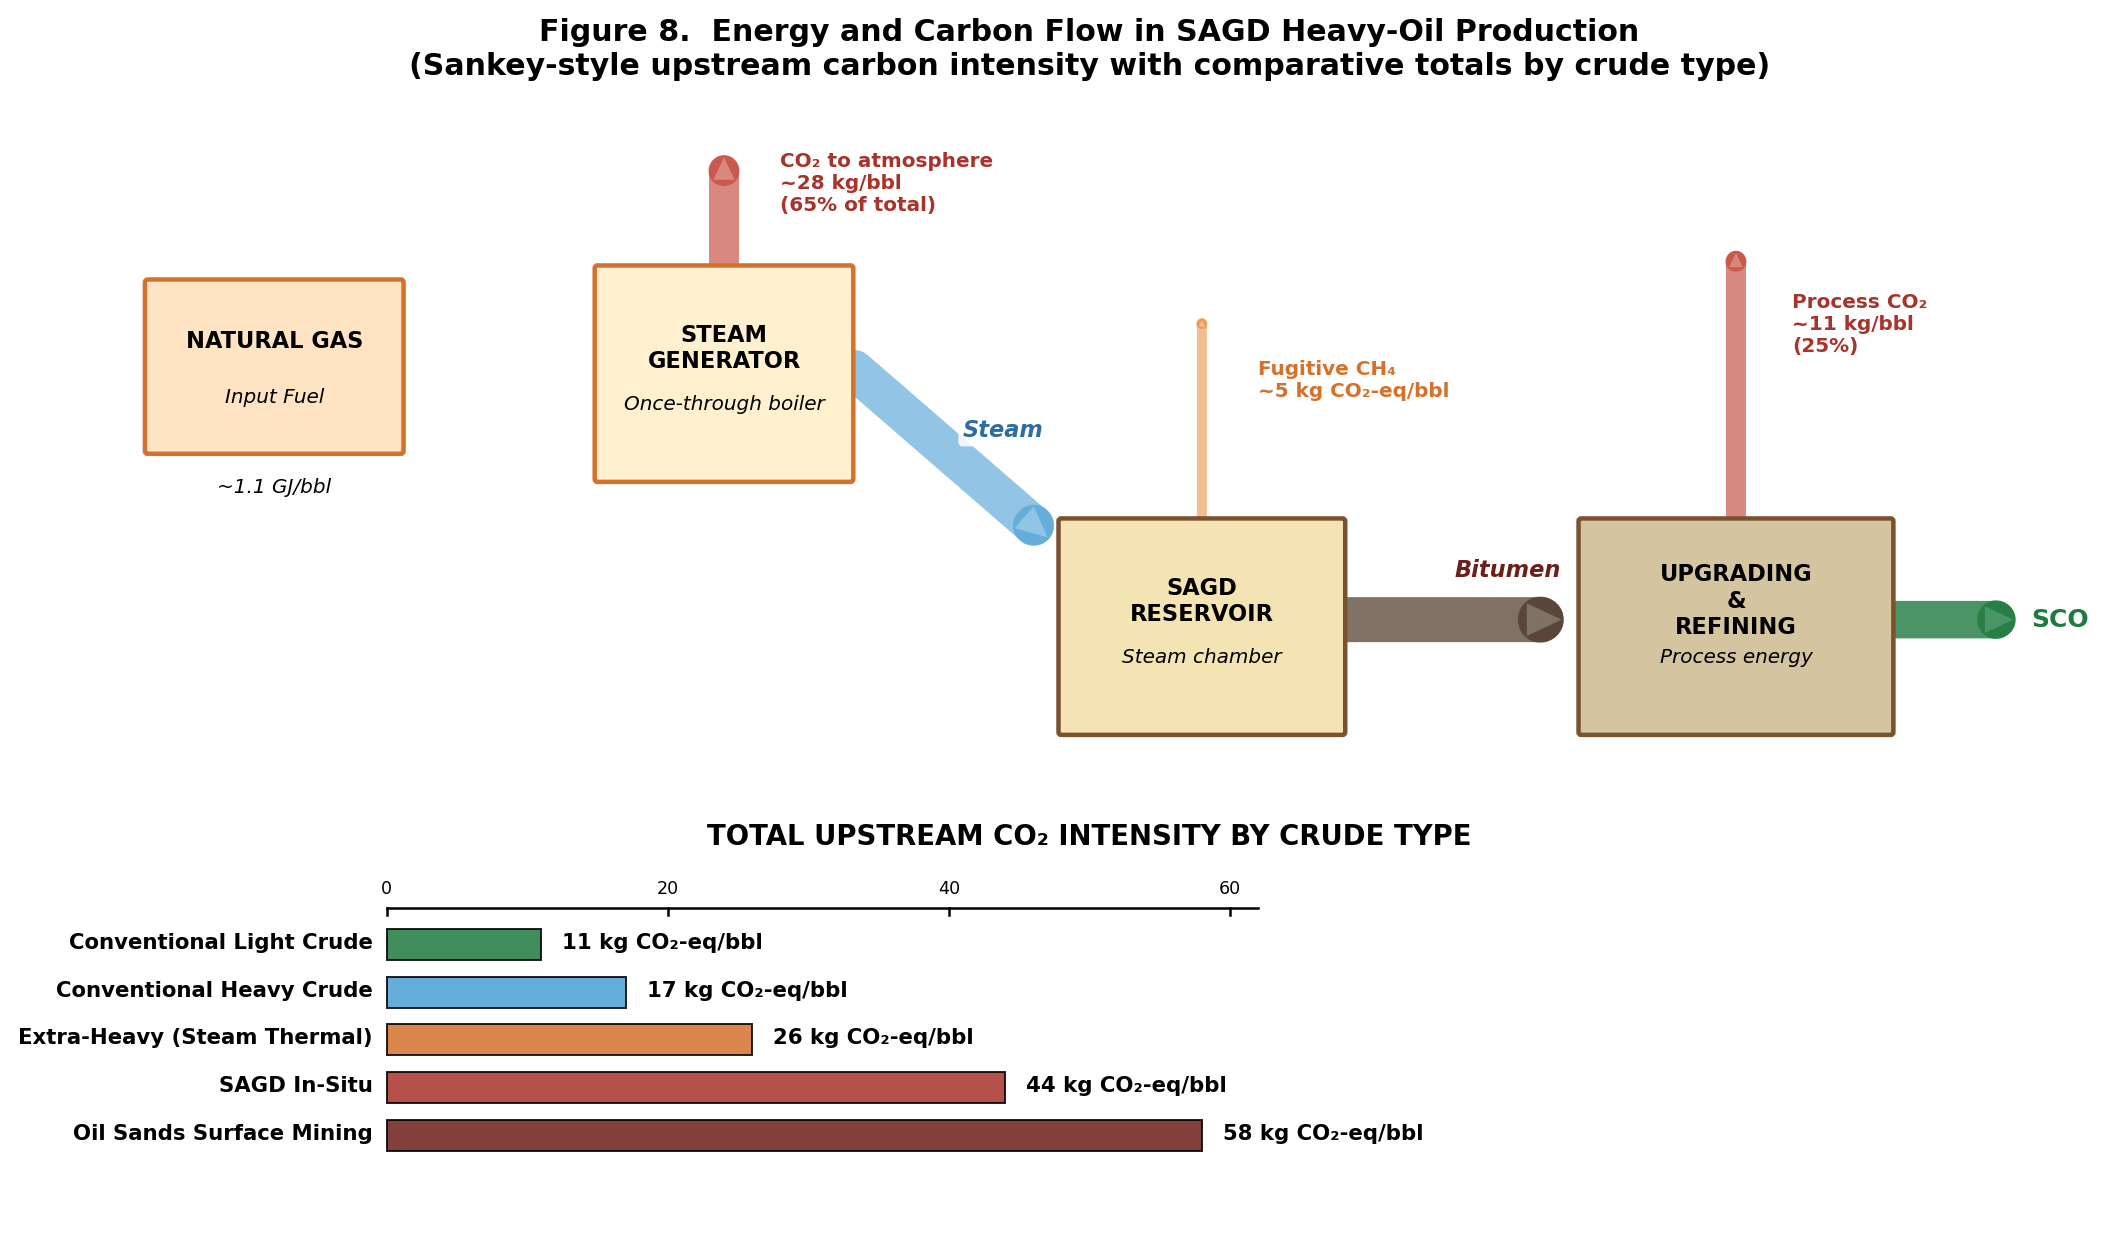 Figure 8.  Energy and Carbon Flow in SAGD Heavy-Oil Production
(Sankey-style upstream carbon intensity with comparative totals by crude type)
CO₂ to atmosphere
~28 kg/bbl
(65% of total)
NATURAL GAS
Input Fuel
~1.1 GJ/bbl
STEAM
GENERATOR
Once-through boiler
Steam
Fugitive CH₄
~5 kg CO₂-eq/bbl
Process CO₂
~11 kg/bbl
(25%)
SAGD
RESERVOIR
Steam chamber
Bitumen
UPGRADING
&
REFINING
Process energy
SCO
TOTAL UPSTREAM CO₂ INTENSITY BY CRUDE TYPE
0 20 40 60
Conventional Light Crude 11 kg CO₂-eq/bbl
Conventional Heavy Crude 17 kg CO₂-eq/bbl
Extra-Heavy (Steam Thermal) 26 kg CO₂-eq/bbl
SAGD In-Situ 44 kg CO₂-eq/bbl
Oil Sands Surface Mining 58 kg CO₂-eq/bbl